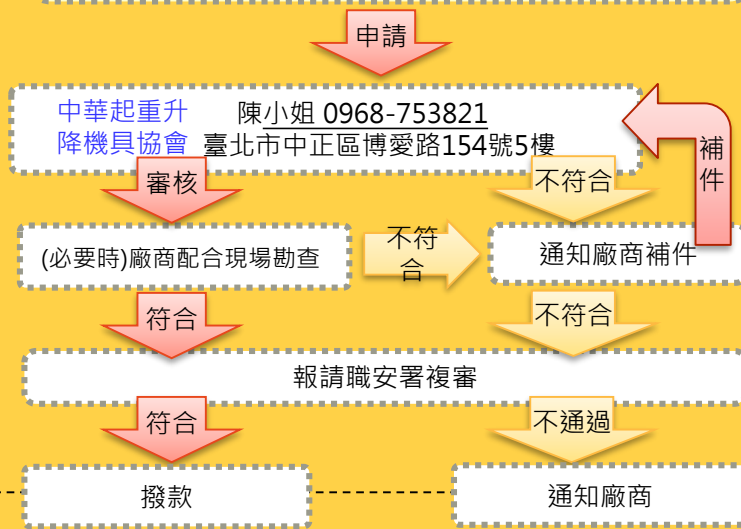 申請
中華起重升
降機具協會
陳小姐 0968-753821
臺北市中正區博愛路154號5樓
補
件
審核
不符合
(必要時)廠商配合現場勘查
不符
合
通知廠商補件
符合
不符合
報請職安署複審
符合
不通過
撥款
通知廠商